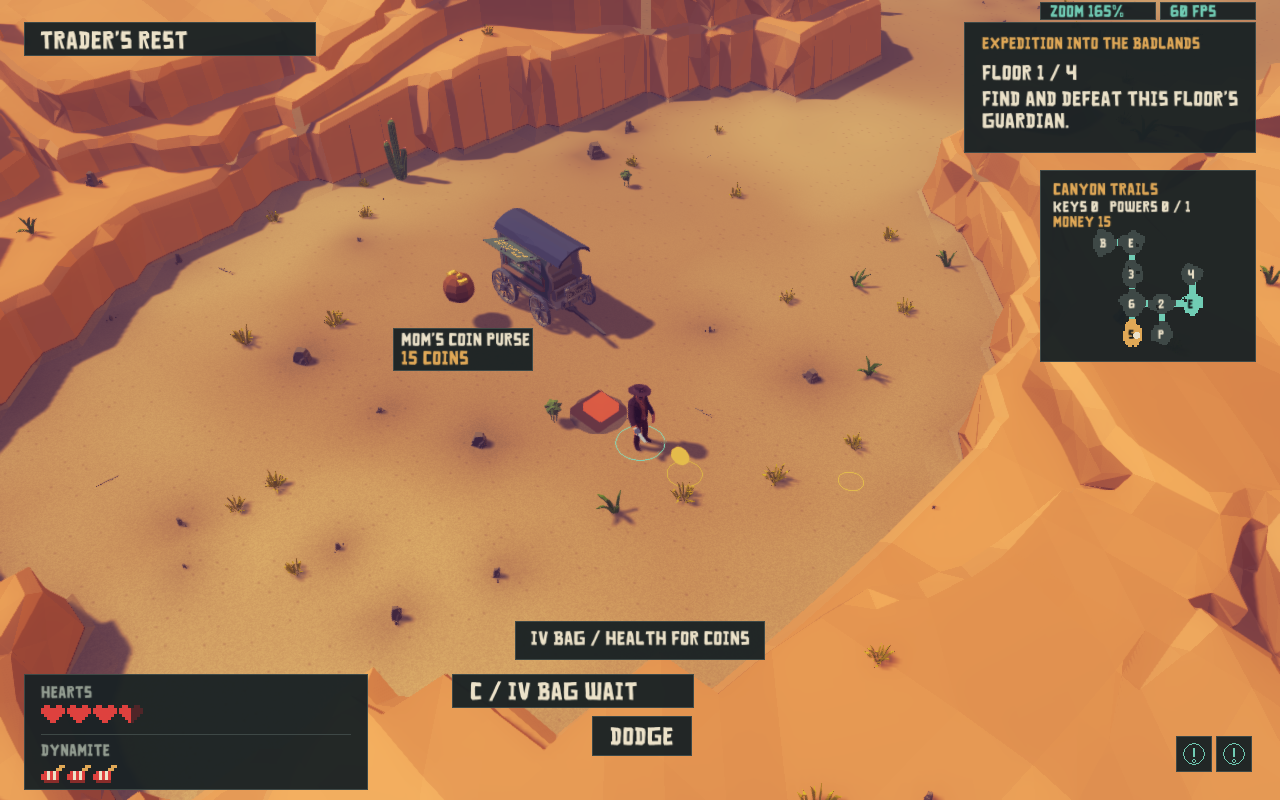 TRADER'S REST
ZOOM 165% 60 FPS
EXPEDITION INTO THE BADLANDS
FLOOR 1 / 4
FIND AND DEFEAT THIS FLOOR'S
GUARDIAN.
CANYON TRAILS
KEYS 0 POWERS 0 / 1
MONEY 15
B E
3 4
6 2 E
S P
MOM'S COIN PURSE
15 COINS
IV BAG / HEALTH FOR COINS
C / IV BAG WAIT
DODGE
HEARTS
DYNAMITE